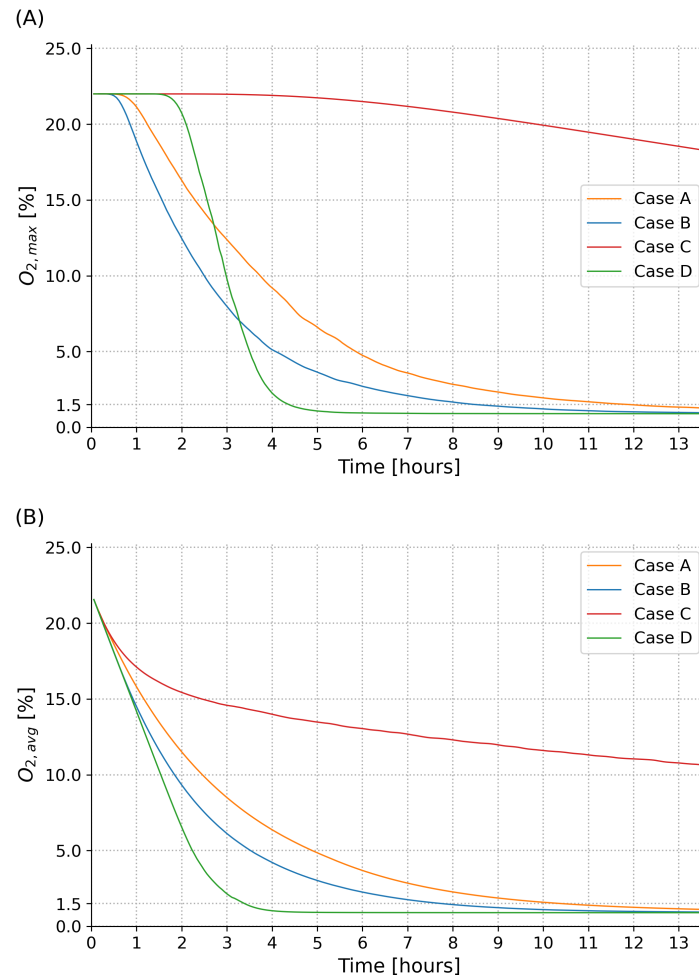 (A)
25.0
20.0
15.0
10.0
5.0
1.5
0.0
O2,max [%]
Case A
Case B
Case C
Case D
0 1 2 3 4 5 6 7 8 9 10 11 12 13
Time [hours]
(B)
25.0
20.0
15.0
10.0
5.0
1.5
0.0
O2,avg [%]
Case A
Case B
Case C
Case D
0 1 2 3 4 5 6 7 8 9 10 11 12 13
Time [hours]